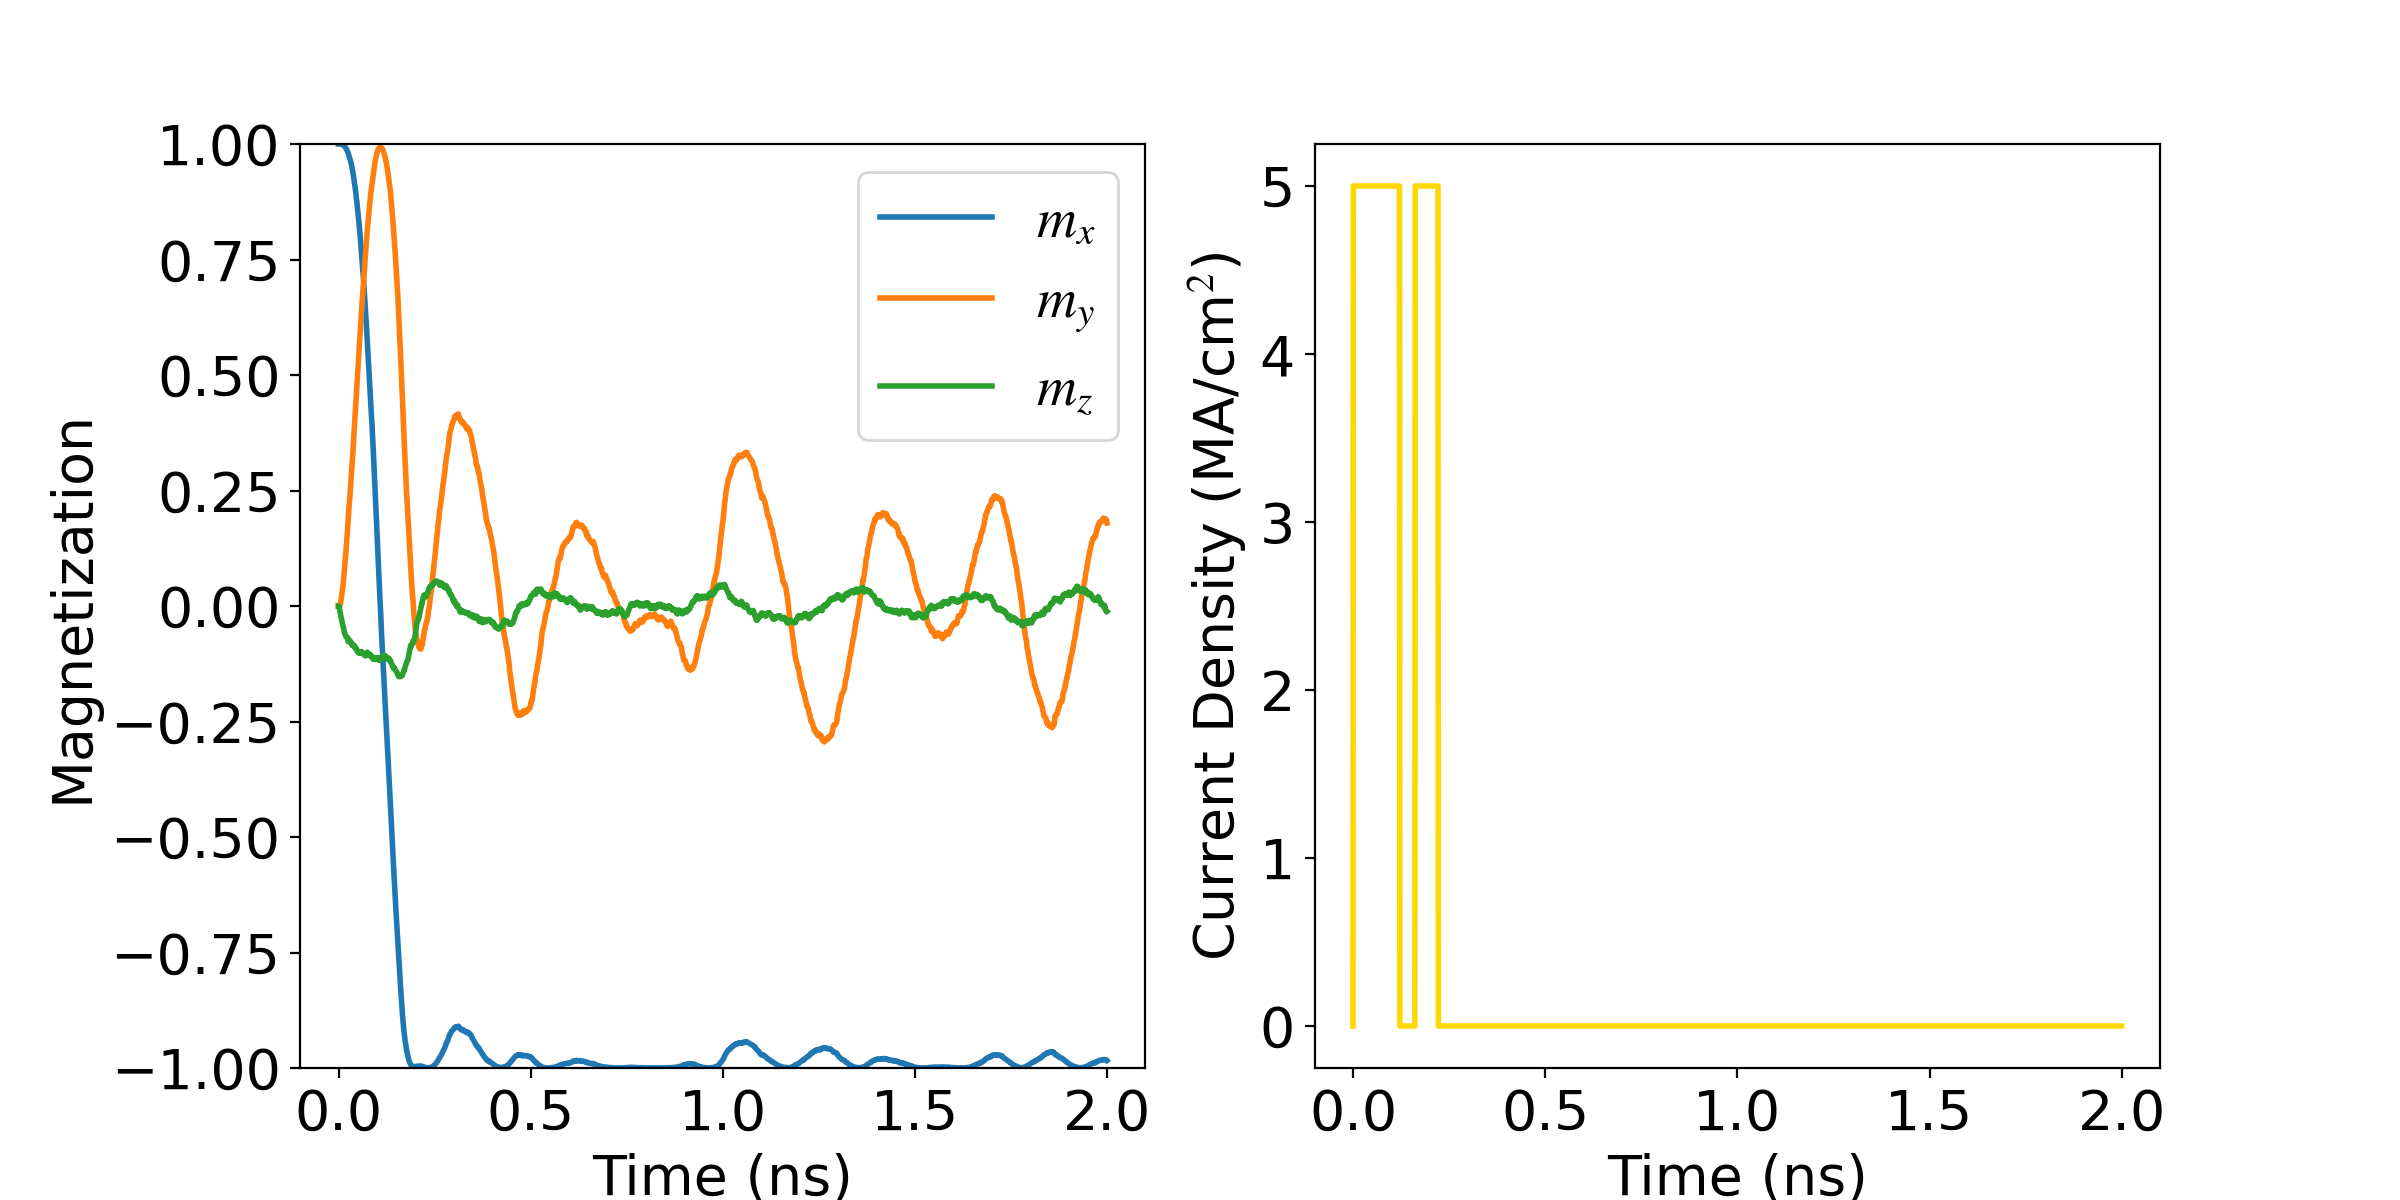 Magnetization
1.00
0.75
0.50
0.25
0.00
−0.25
−0.50
−0.75
−1.00
0.0 0.5 1.0 1.5 2.0
Time (ns)
m_x
m_y
m_z
Current Density (MA/cm²)
5
4
3
2
1
0
0.0 0.5 1.0 1.5 2.0
Time (ns)